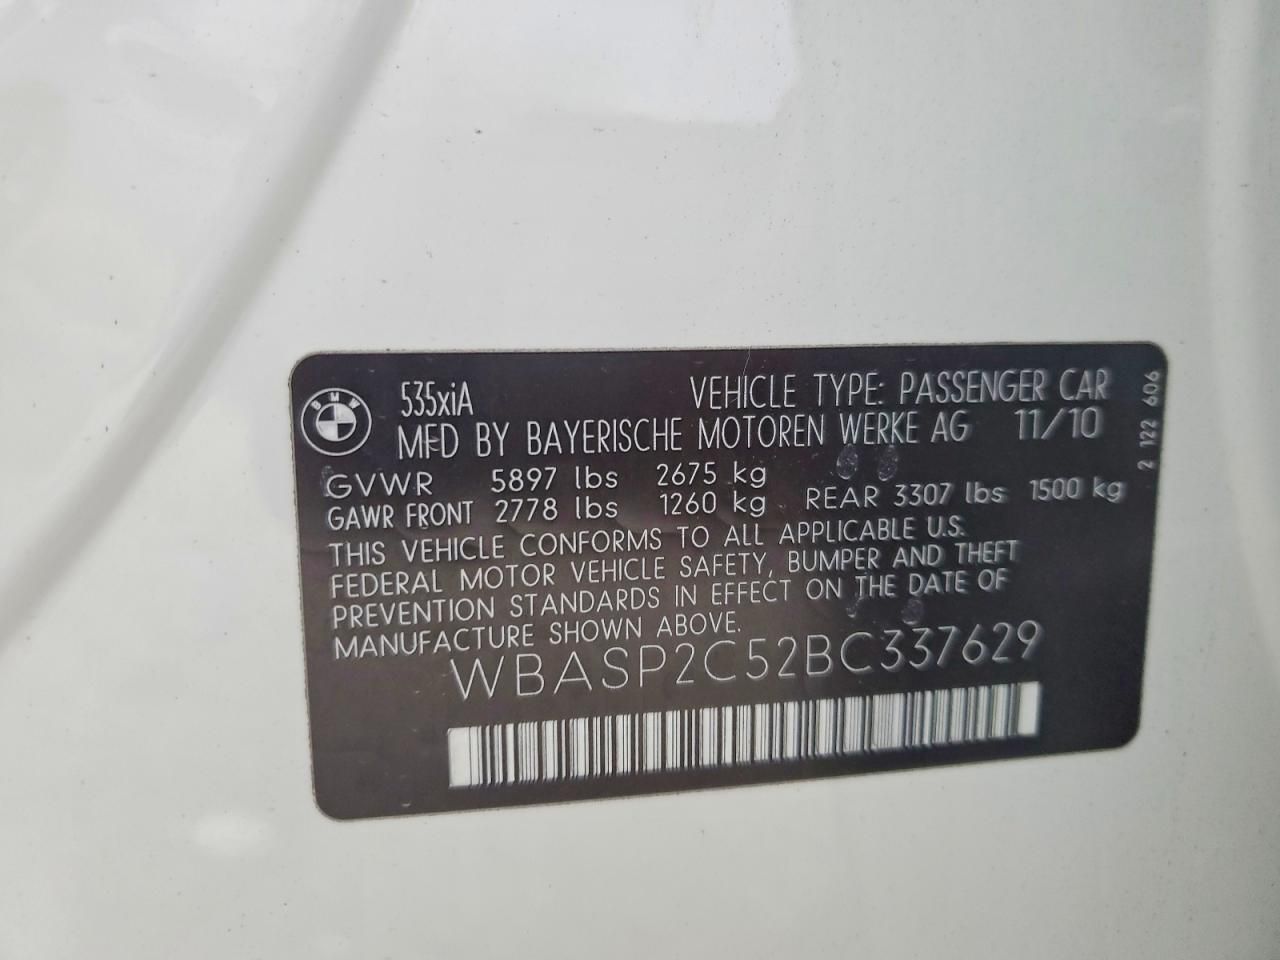 BMW
535xiA
VEHICLE TYPE: PASSENGER CAR
MFD BY BAYERISCHE MOTOREN WERKE AG 11/10
GVWR 5897 lbs 2675 kg
GAWR FRONT 2778 lbs 1260 kg REAR 3307 lbs 1500 kg
THIS VEHICLE CONFORMS TO ALL APPLICABLE U.S.
FEDERAL MOTOR VEHICLE SAFETY, BUMPER AND THEFT
PREVENTION STANDARDS IN EFFECT ON THE DATE OF
MANUFACTURE SHOWN ABOVE.
WBASP2C52BC337629
2 122 606